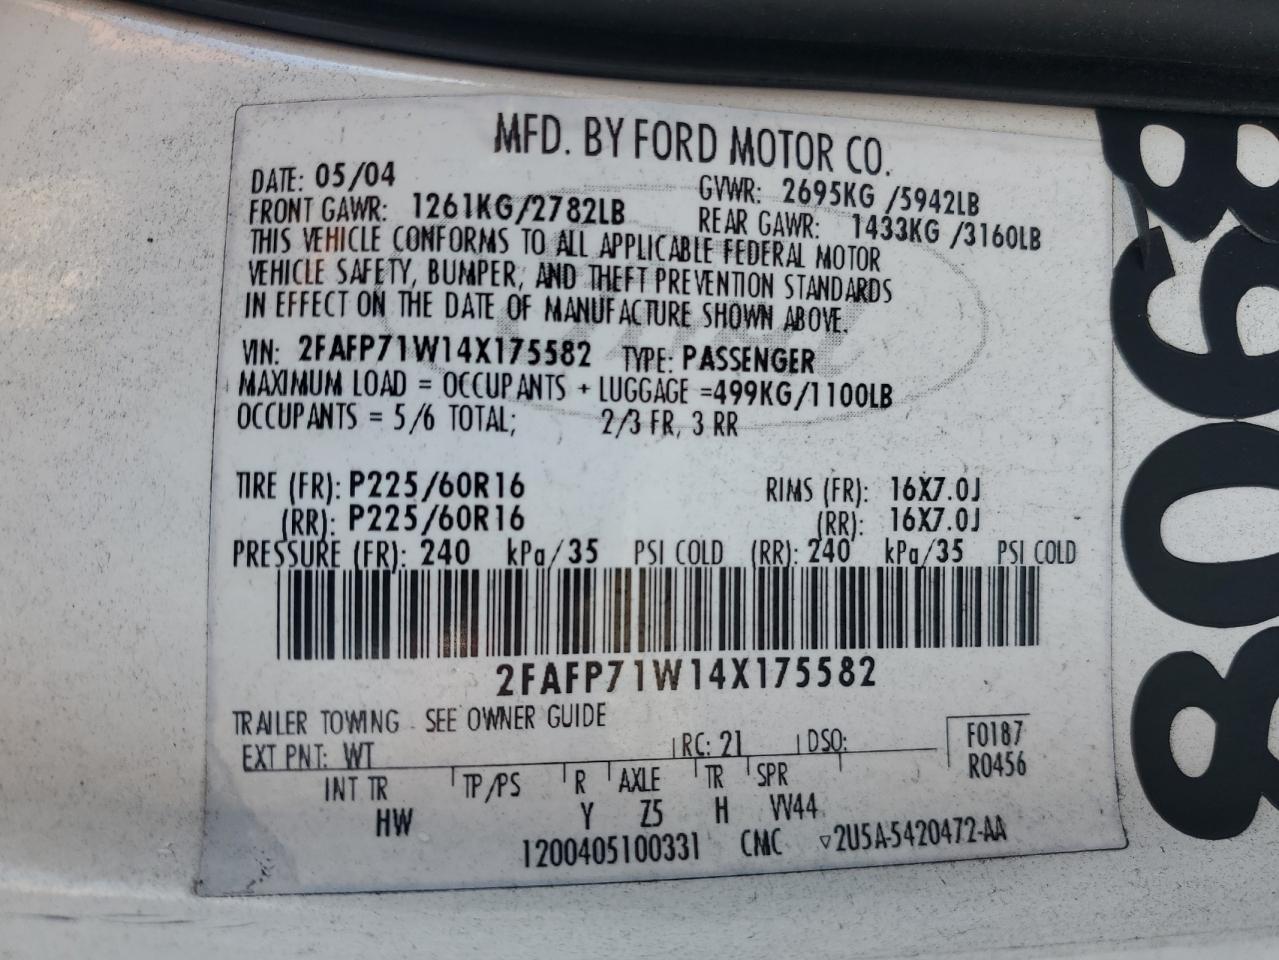 MFD. BY FORD MOTOR CO.
DATE: 05/04 GVWR: 2695KG /5942LB
FRONT GAWR: 1261KG/2782LB REAR GAWR: 1433KG /3160LB
THIS VEHICLE CONFORMS TO ALL APPLICABLE FEDERAL MOTOR
VEHICLE SAFETY, BUMPER, AND THEFT PREVENTION STANDARDS
IN EFFECT ON THE DATE OF MANUFACTURE SHOWN ABOVE.
VIN: 2FAFP71W14X175582 TYPE: PASSENGER
MAXIMUM LOAD = OCCUPANTS + LUGGAGE =499KG/1100LB
OCCUPANTS = 5/6 TOTAL; 2/3 FR, 3 RR
TIRE (FR): P225/60R16 RIMS (FR): 16X7.0J
(RR): P225/60R16 (RR): 16X7.0J
PRESSURE (FR): 240 kPa/35 PSI COLD (RR): 240 kPa/35 PSI COLD
2FAFP71W14X175582
TRAILER TOWING - SEE OWNER GUIDE
EXT PNT: WT RC: 21 DSO: F0187
R0456
INT TR TP/PS R AXLE TR SPR
HW Y Z5 H VV44
1200405100331 CMC ▽2U5A-5420472-AA